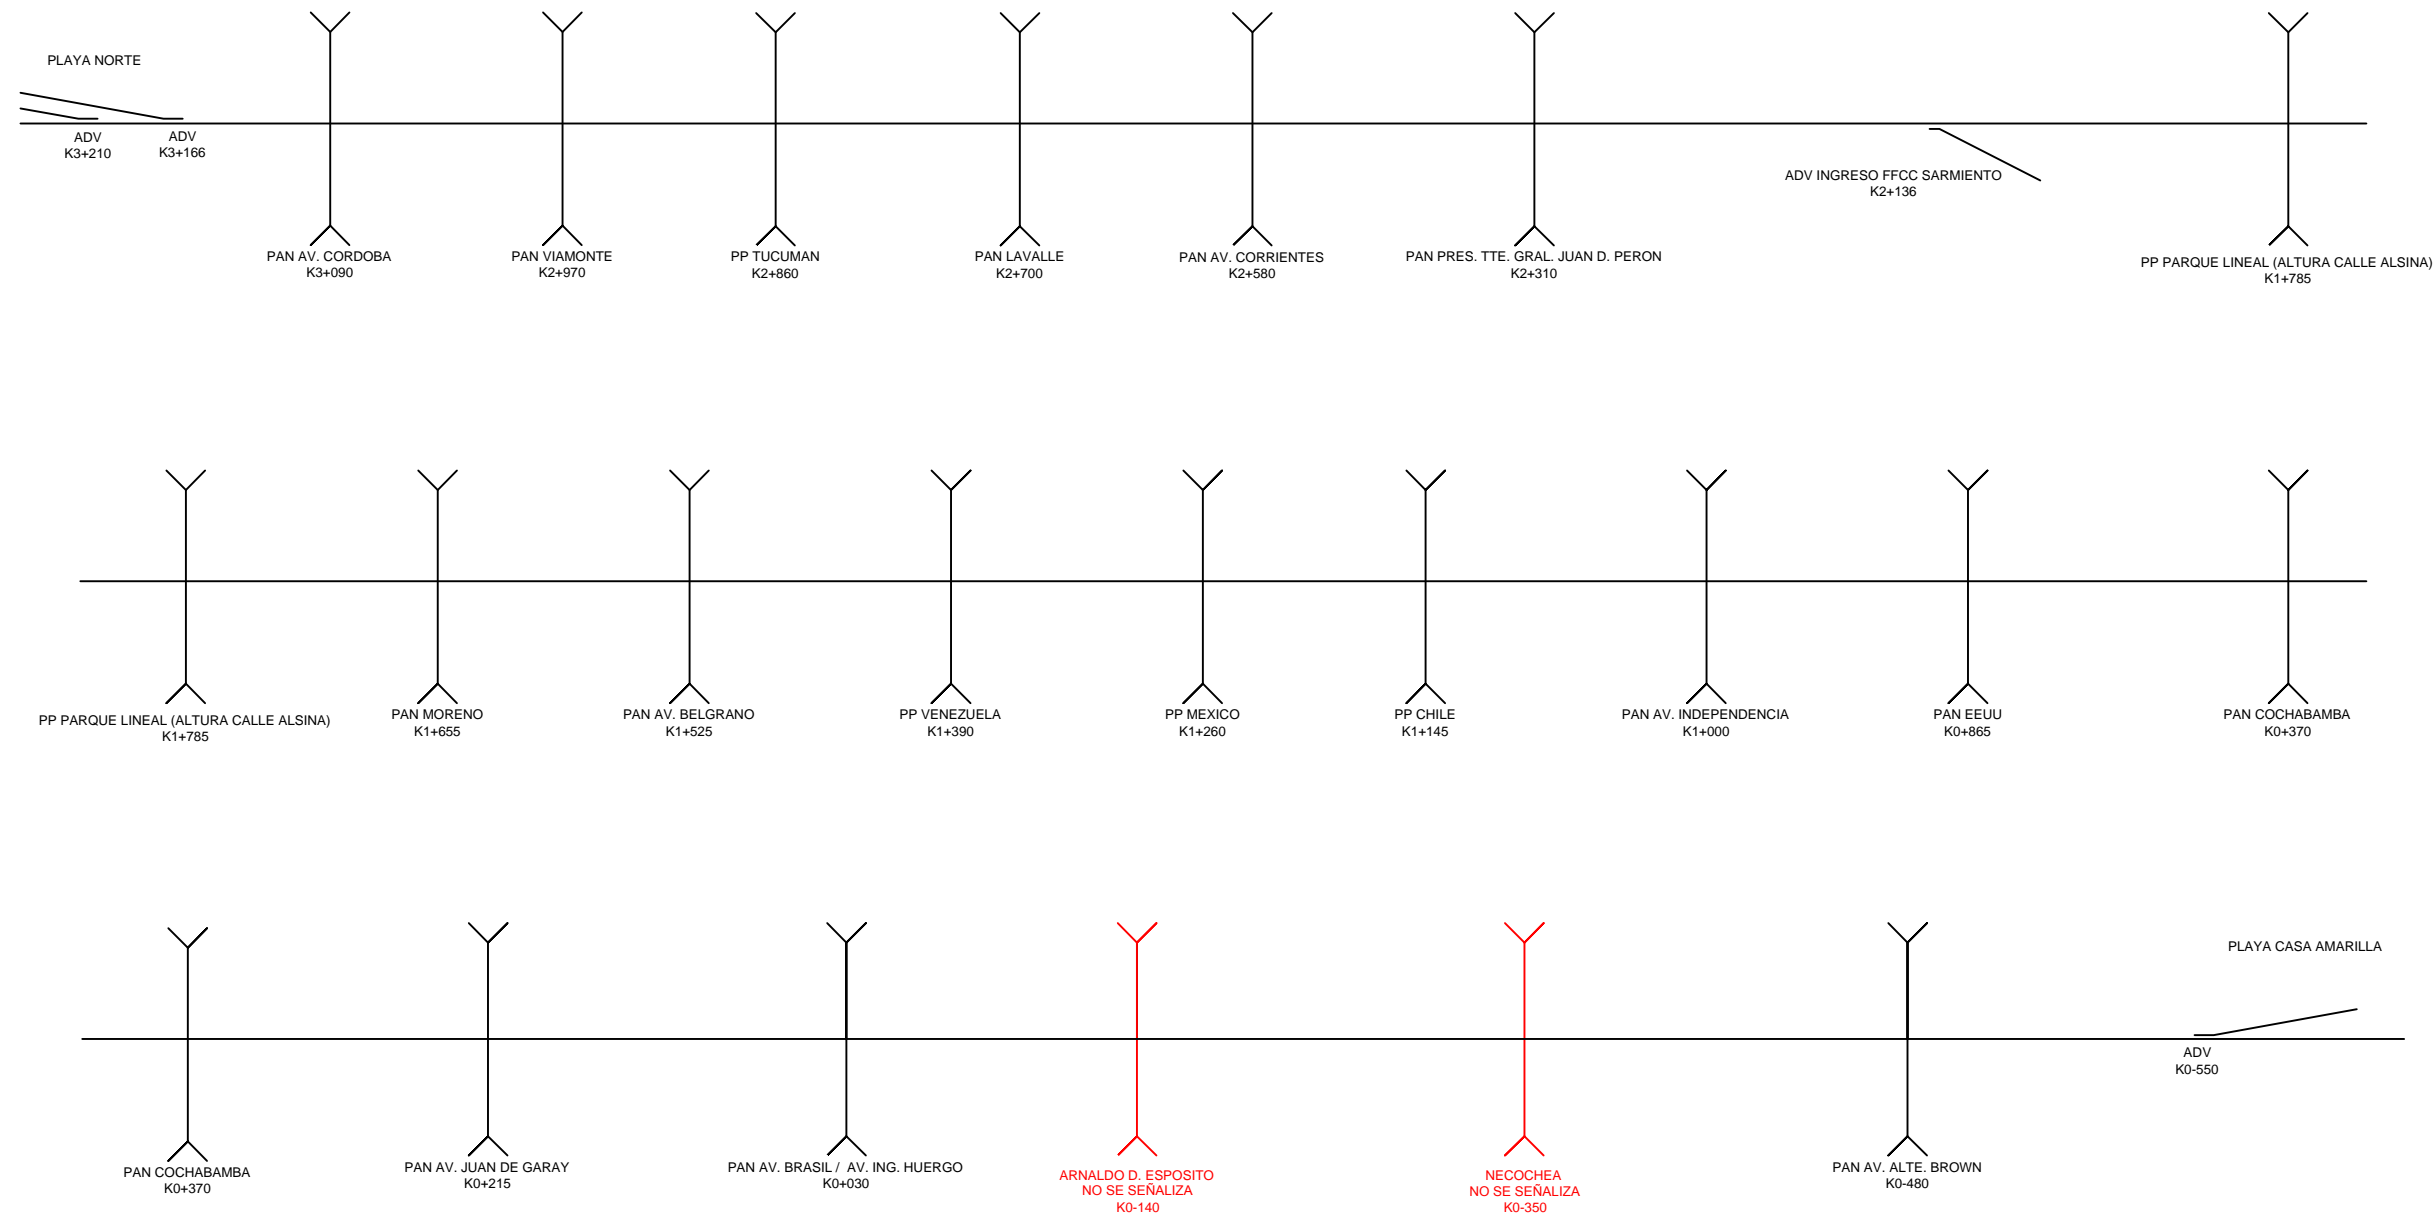 PLAYA NORTE
ADV
K3+210
ADV
K3+166
PAN AV. CORDOBA
K3+090
PAN VIAMONTE
K2+970
PP TUCUMAN
K2+860
PAN LAVALLE
K2+700
PAN AV. CORRIENTES
K2+580
PAN PRES. TTE. GRAL. JUAN D. PERON
K2+310
ADV INGRESO FFCC SARMIENTO
K2+136
PP PARQUE LINEAL (ALTURA CALLE ALSINA)
K1+785
PP PARQUE LINEAL (ALTURA CALLE ALSINA)
K1+785
PAN MORENO
K1+655
PAN AV. BELGRANO
K1+525
PP VENEZUELA
K1+390
PP MEXICO
K1+260
PP CHILE
K1+145
PAN AV. INDEPENDENCIA
K1+000
PAN EEUU
K0+865
PAN COCHABAMBA
K0+370
PAN COCHABAMBA
K0+370
PAN AV. JUAN DE GARAY
K0+215
PAN AV. BRASIL / AV. ING. HUERGO
K0+030
ARNALDO D. ESPOSITO
NO SE SEÑALIZA
K0-140
NECOCHEA
NO SE SEÑALIZA
K0-350
PAN AV. ALTE. BROWN
K0-480
PLAYA CASA AMARILLA
ADV
K0-550